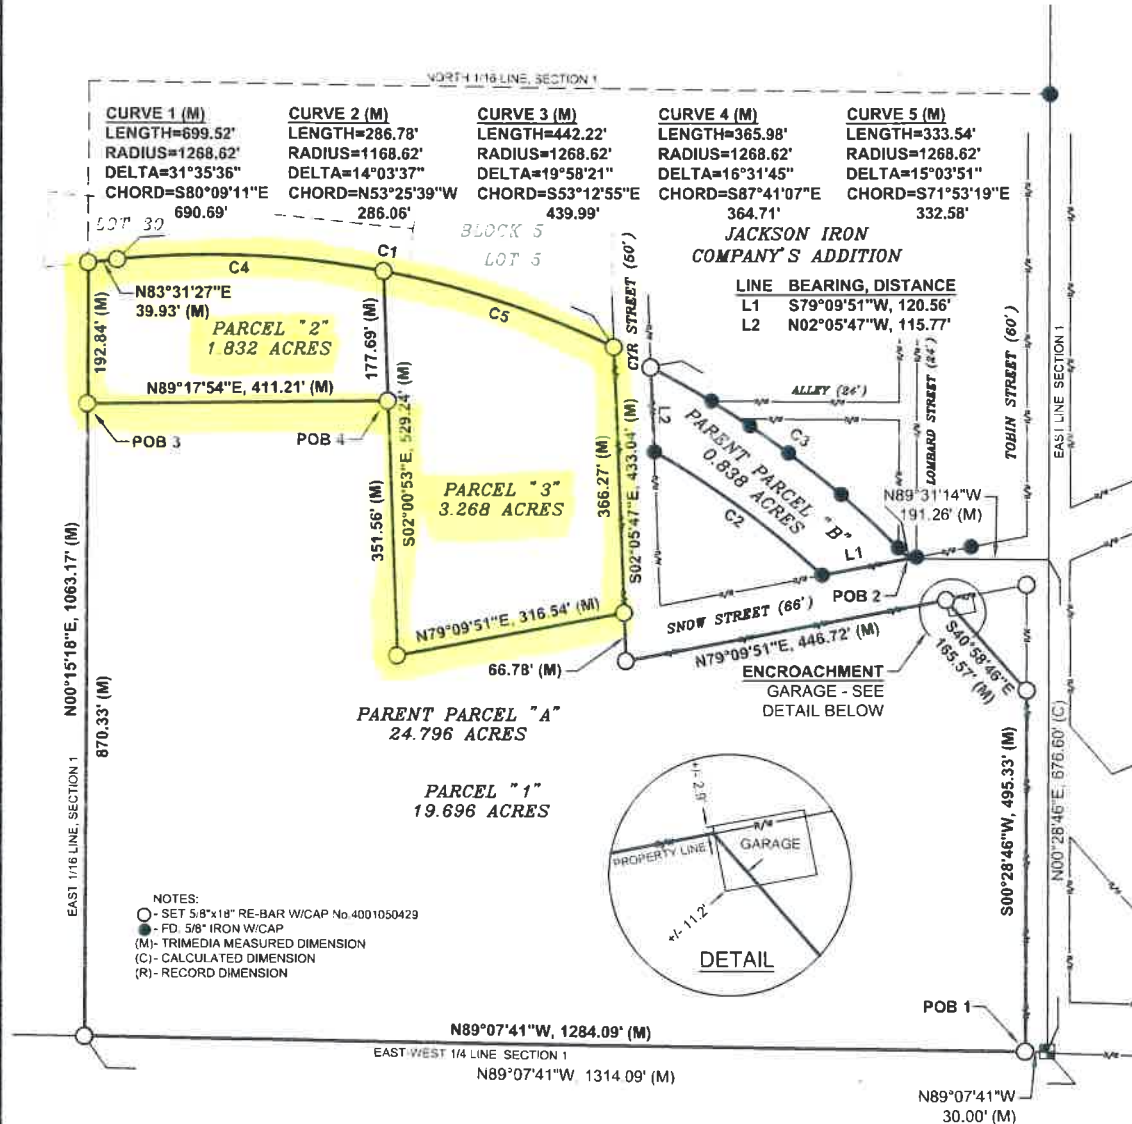 NORTH 1/16 LINE, SECTION 1
CURVE 1 (M)
LENGTH=699.52'
RADIUS=1268.62'
DELTA=31°35'36"
CHORD=S80°09'11"E
690.69'
CURVE 2 (M)
LENGTH=286.78'
RADIUS=1168.62'
DELTA=14°03'37"
CHORD=N53°25'39"W
286.06'
CURVE 3 (M)
LENGTH=442.22'
RADIUS=1268.62'
DELTA=19°58'21"
CHORD=S53°12'55"E
439.99'
CURVE 4 (M)
LENGTH=365.98'
RADIUS=1268.62'
DELTA=16°31'45"
CHORD=S87°41'07"E
364.71'
CURVE 5 (M)
LENGTH=333.54'
RADIUS=1268.62'
DELTA=15°03'51"
CHORD=S71°53'19"E
332.58'
LOT 30
BLOCK 5
LOT 5
JACKSON IRON
COMPANY'S ADDITION
LINE BEARING, DISTANCE
L1 S79°09'51"W, 120.56'
L2 N02°05'47"W, 115.77'
C1
C4
C5
N83°31'27"E
39.93' (M)
192.84' (M)
PARCEL "2"
1.832 ACRES
177.69' (M)
N89°17'54"E, 411.21' (M)
POB 3
POB 4
S02°00'53"E, 529.24' (M)
351.56' (M)
PARCEL "3"
3.268 ACRES
366.27' (M)
S02°05'47"E, 433.04' (M)
N79°09'51"E, 316.54' (M)
66.78' (M)
CYR STREET (60')
ALLEY (24')
LOMBARD STREET (24')
TOBIN STREET (60')
EAST LINE SECTION 1
L2
C3
PARENT PARCEL "B"
0.838 ACRES
C2
L1
N89°31'14"W
191.26' (M)
POB 2
SNOW STREET (66')
N79°09'51"E, 446.72' (M)
ENCROACHMENT
GARAGE - SEE
DETAIL BELOW
S40°58'46"E
165.57' (M)
N00°15'18"E, 1063.17' (M)
870.33' (M)
EAST 1/16 LINE, SECTION 1
PARENT PARCEL "A"
24.796 ACRES
PARCEL "1"
19.696 ACRES
S00°28'46"W, 495.33' (M)
N00°28'46"E, 676.60' (C)
+/- 2.9'
R/W
PROPERTY LINE
GARAGE
+/- 11.2'
DETAIL
NOTES:
- SET 5/8"x18" RE-BAR W/CAP No.4001050429
- FD. 5/8" IRON W/CAP
(M)- TRIMEDIA MEASURED DIMENSION
(C)- CALCULATED DIMENSION
(R)- RECORD DIMENSION
POB 1
N89°07'41"W, 1284.09' (M)
EAST-WEST 1/4 LINE SECTION 1
N89°07'41"W, 1314.09' (M)
N89°07'41"W
30.00' (M)